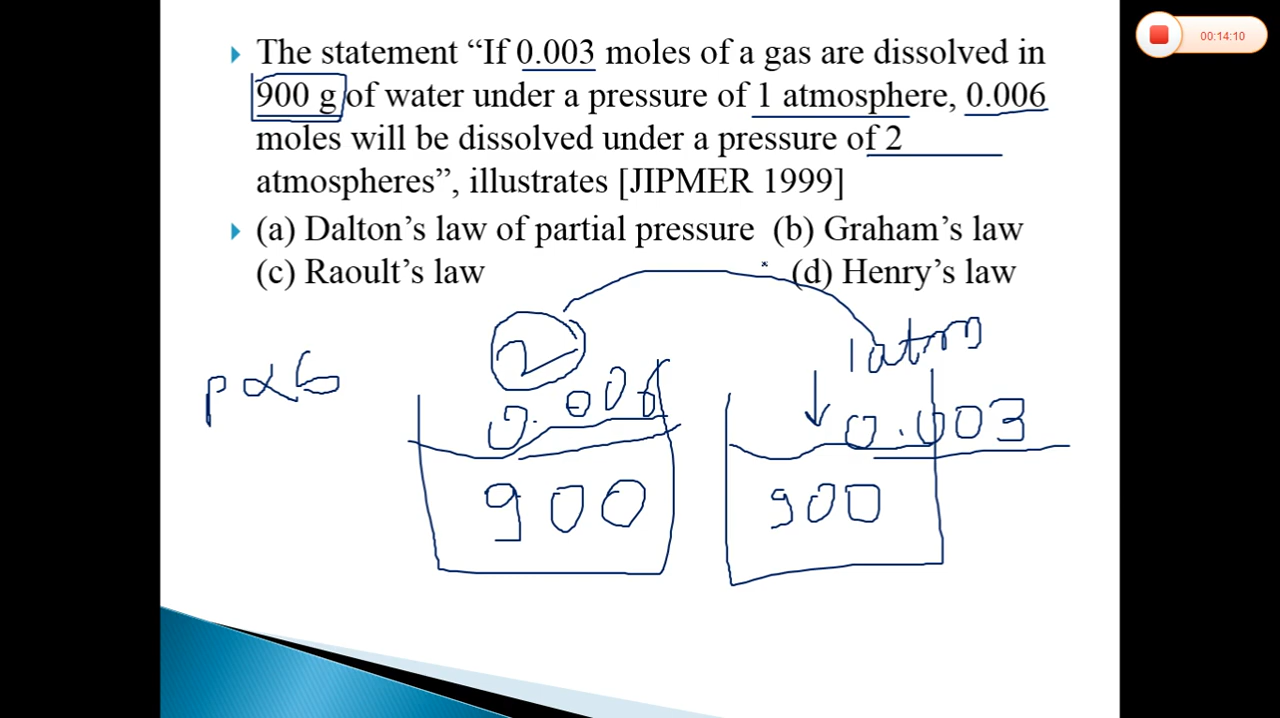 00:14:10
The statement “If 0.003 moles of a gas are dissolved in
900 g of water under a pressure of 1 atmosphere, 0.006
moles will be dissolved under a pressure of 2
atmospheres”, illustrates [JIPMER 1999]
(a) Dalton’s law of partial pressure (b) Graham’s law
(c) Raoult’s law (d) Henry’s law
2 1 atm
0.006 0.003
900 900